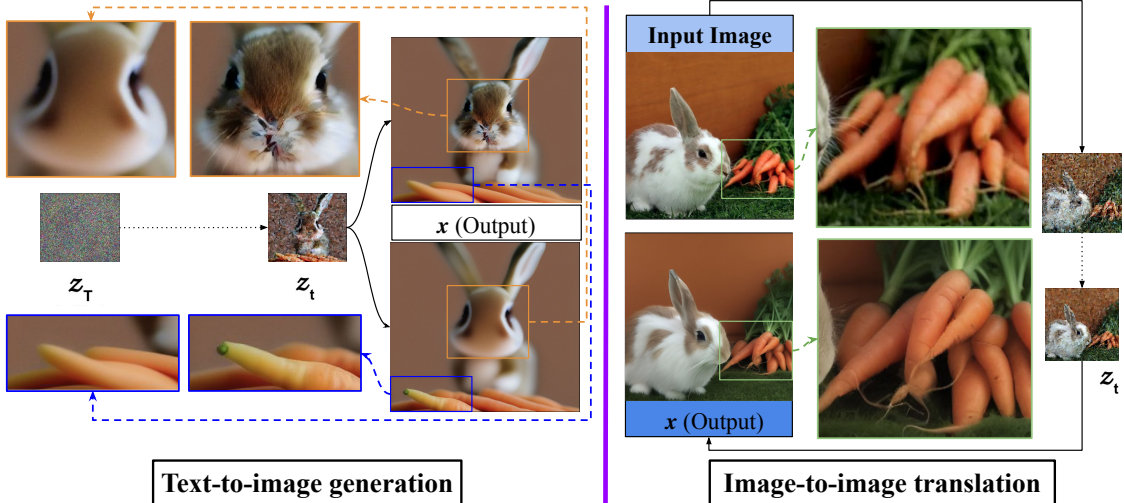 x (Output)
z_T
z_t
Text-to-image generation
Input Image
x (Output)
z_t
Image-to-image translation